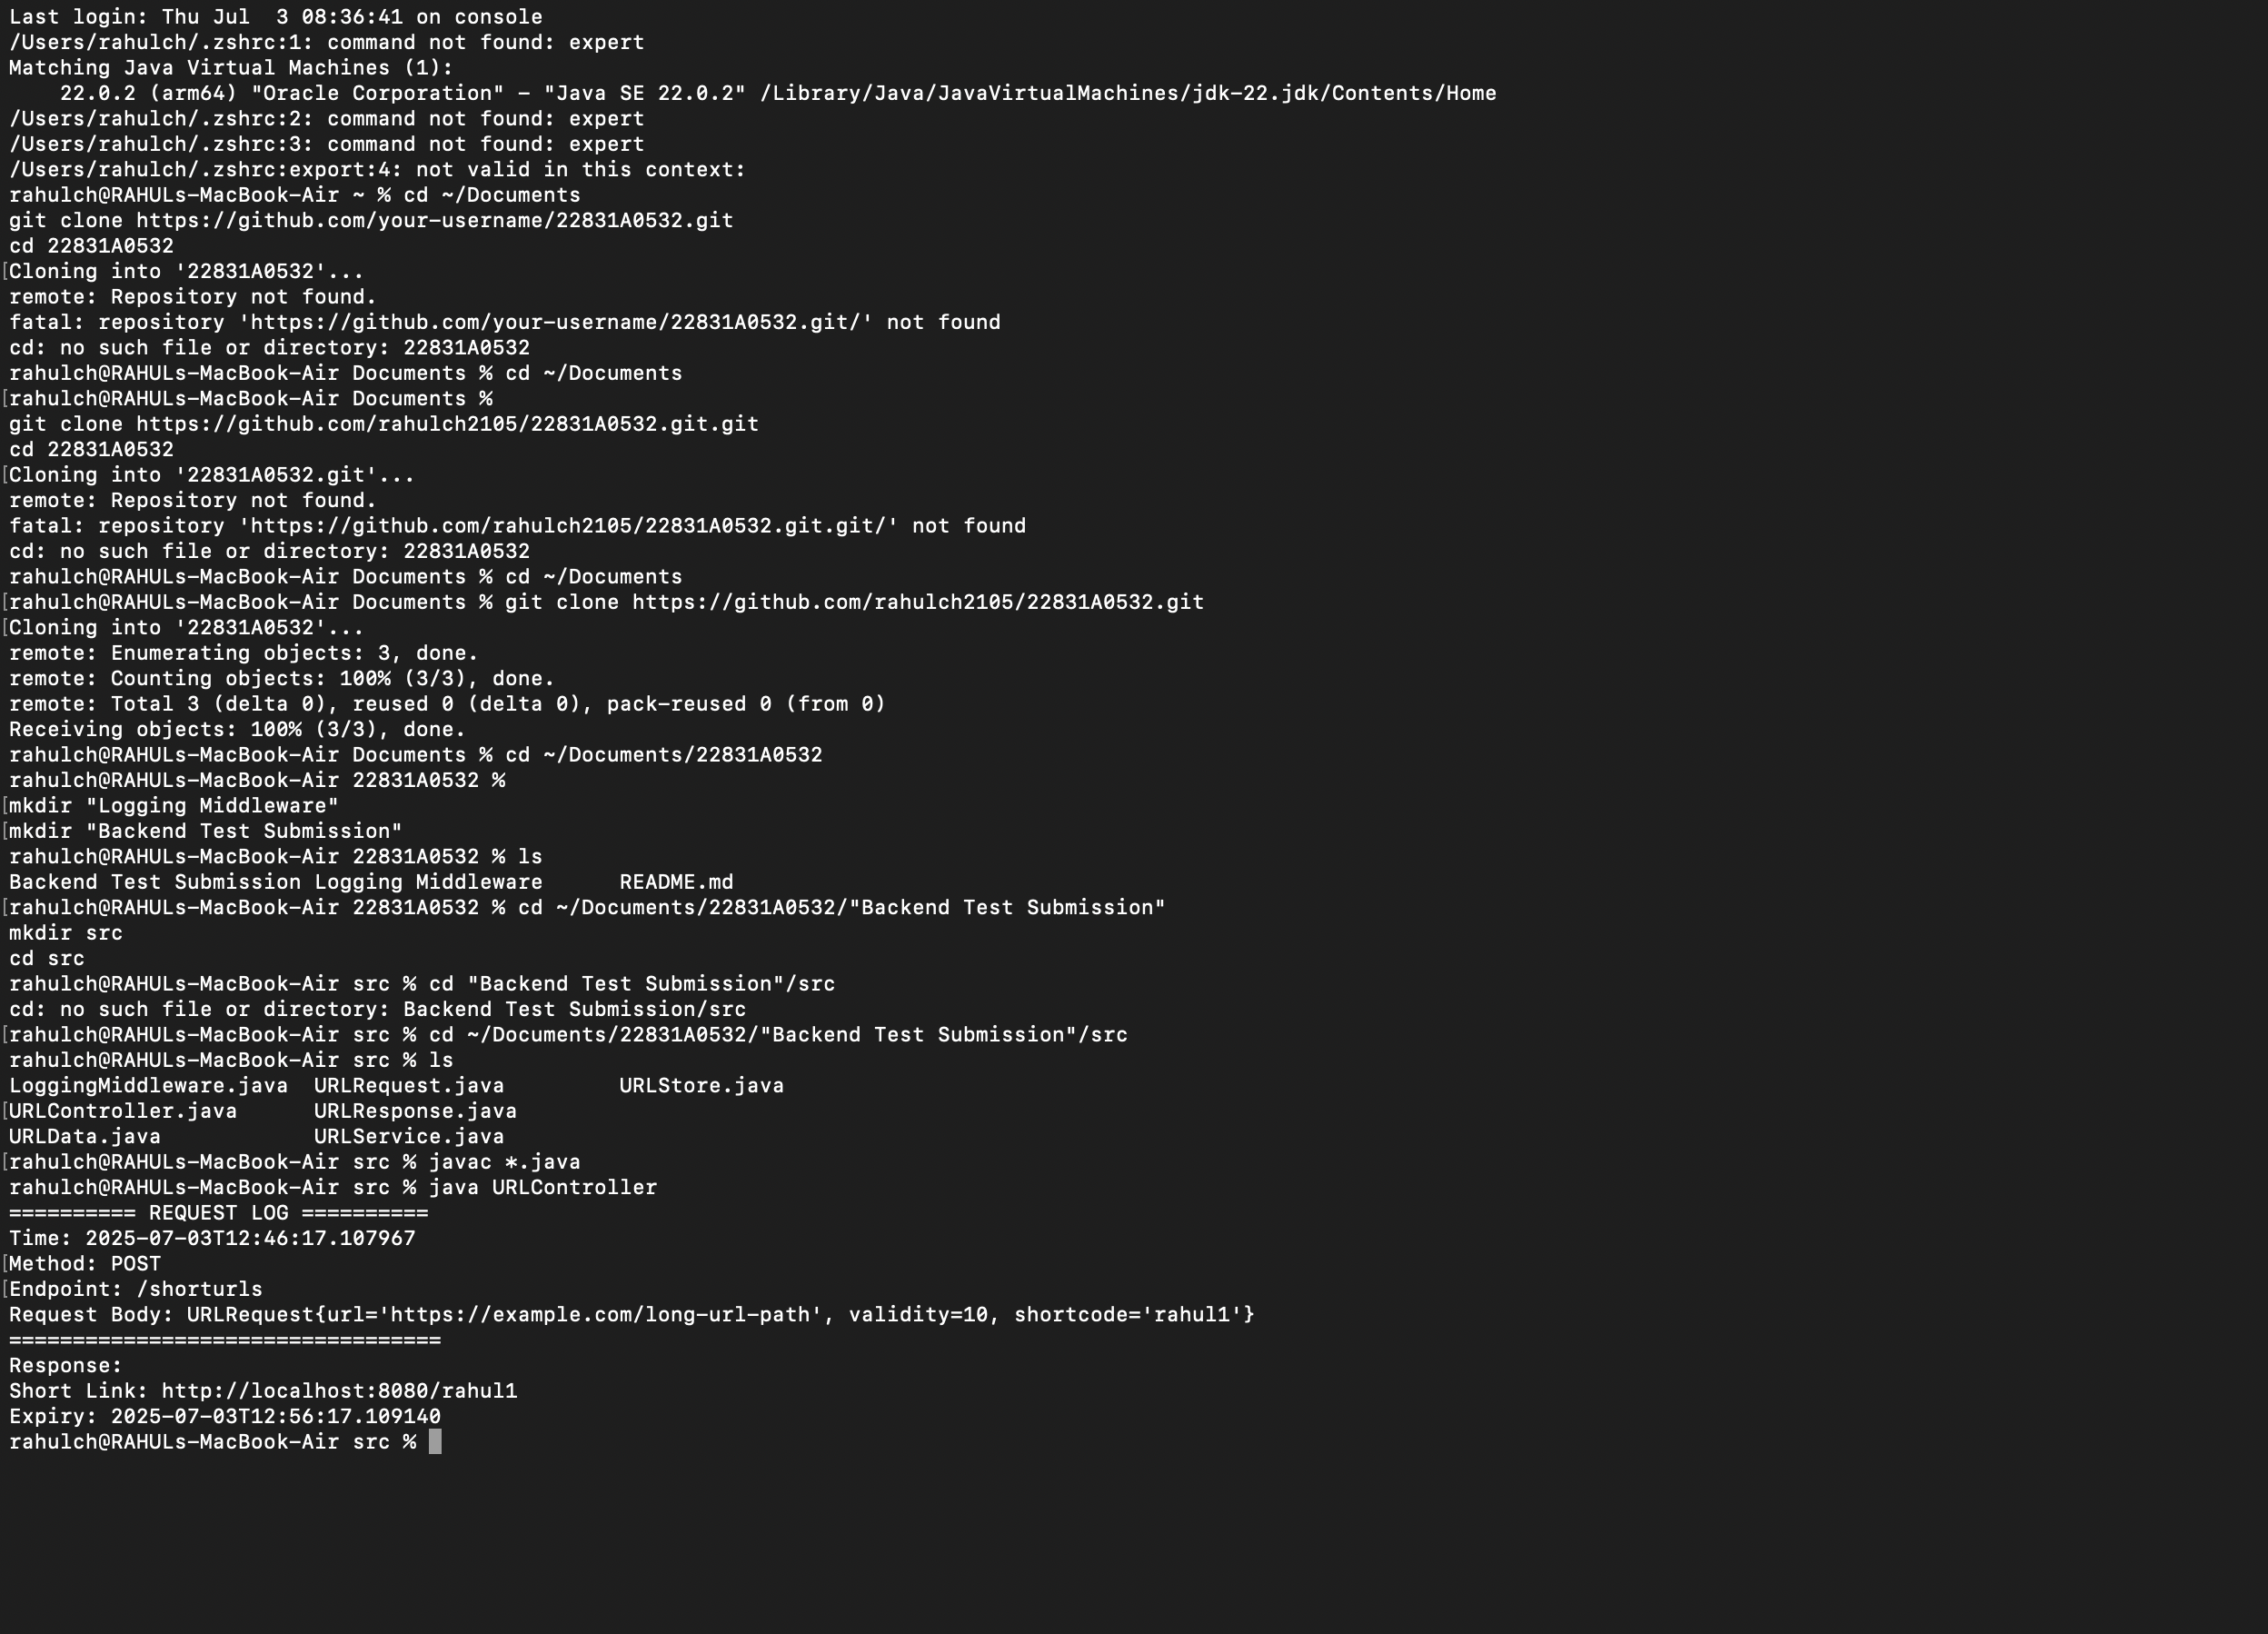 Last login: Thu Jul  3 08:36:41 on console
/Users/rahulch/.zshrc:1: command not found: expert
Matching Java Virtual Machines (1):
    22.0.2 (arm64) "Oracle Corporation" - "Java SE 22.0.2" /Library/Java/JavaVirtualMachines/jdk-22.jdk/Contents/Home
/Users/rahulch/.zshrc:2: command not found: expert
/Users/rahulch/.zshrc:3: command not found: expert
/Users/rahulch/.zshrc:export:4: not valid in this context:
rahulch@RAHULs-MacBook-Air ~ % cd ~/Documents
git clone https://github.com/your-username/22831A0532.git
cd 22831A0532
[Cloning into '22831A0532'...
remote: Repository not found.
fatal: repository 'https://github.com/your-username/22831A0532.git/' not found
cd: no such file or directory: 22831A0532
rahulch@RAHULs-MacBook-Air Documents % cd ~/Documents
[rahulch@RAHULs-MacBook-Air Documents %
git clone https://github.com/rahulch2105/22831A0532.git.git
cd 22831A0532
[Cloning into '22831A0532.git'...
remote: Repository not found.
fatal: repository 'https://github.com/rahulch2105/22831A0532.git.git/' not found
cd: no such file or directory: 22831A0532
rahulch@RAHULs-MacBook-Air Documents % cd ~/Documents
[rahulch@RAHULs-MacBook-Air Documents % git clone https://github.com/rahulch2105/22831A0532.git
[Cloning into '22831A0532'...
remote: Enumerating objects: 3, done.
remote: Counting objects: 100% (3/3), done.
remote: Total 3 (delta 0), reused 0 (delta 0), pack-reused 0 (from 0)
Receiving objects: 100% (3/3), done.
rahulch@RAHULs-MacBook-Air Documents % cd ~/Documents/22831A0532
rahulch@RAHULs-MacBook-Air 22831A0532 %
[mkdir "Logging Middleware"
[mkdir "Backend Test Submission"
rahulch@RAHULs-MacBook-Air 22831A0532 % ls
Backend Test Submission Logging Middleware      README.md
[rahulch@RAHULs-MacBook-Air 22831A0532 % cd ~/Documents/22831A0532/"Backend Test Submission"
mkdir src
cd src
rahulch@RAHULs-MacBook-Air src % cd "Backend Test Submission"/src
cd: no such file or directory: Backend Test Submission/src
[rahulch@RAHULs-MacBook-Air src % cd ~/Documents/22831A0532/"Backend Test Submission"/src
rahulch@RAHULs-MacBook-Air src % ls
LoggingMiddleware.java  URLRequest.java         URLStore.java
[URLController.java      URLResponse.java
URLData.java            URLService.java
[rahulch@RAHULs-MacBook-Air src % javac *.java
rahulch@RAHULs-MacBook-Air src % java URLController
========== REQUEST LOG ==========
Time: 2025-07-03T12:46:17.107967
[Method: POST
[Endpoint: /shorturls
Request Body: URLRequest{url='https://example.com/long-url-path', validity=10, shortcode='rahul1'}
==================================
Response:
Short Link: http://localhost:8080/rahul1
Expiry: 2025-07-03T12:56:17.109140
rahulch@RAHULs-MacBook-Air src %